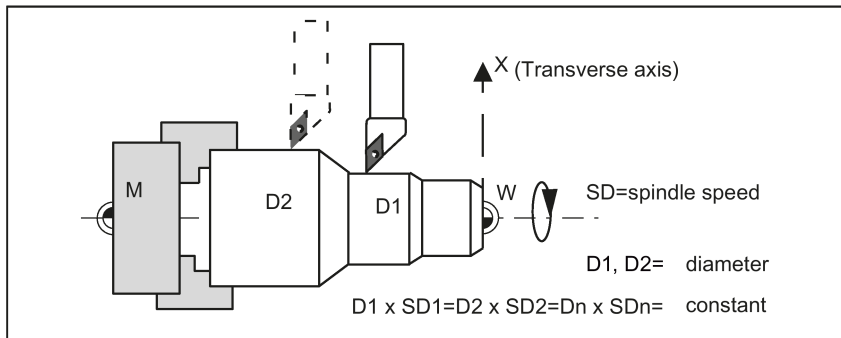 X (Transverse axis)
M
D2
D1
W
SD=spindle speed
D1, D2= diameter
D1 x SD1=D2 x SD2=Dn x SDn= constant